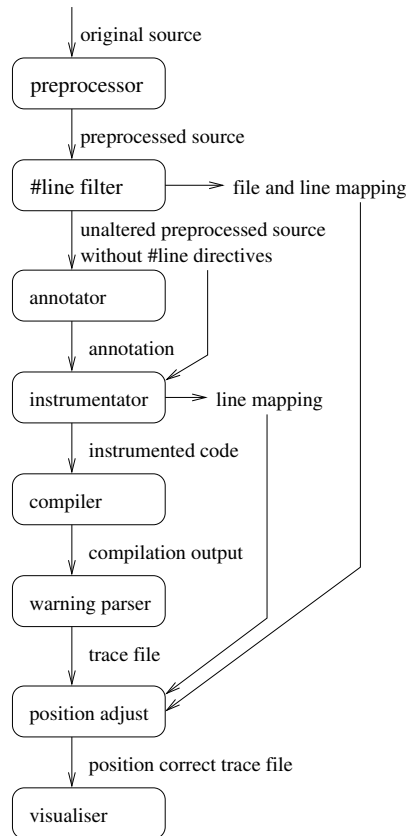 original source
preprocessor
preprocessed source
#line filter
file and line mapping
unaltered preprocessed source
without #line directives
annotator
annotation
instrumentator
line mapping
instrumented code
compiler
compilation output
warning parser
trace file
position adjust
position correct trace file
visualiser